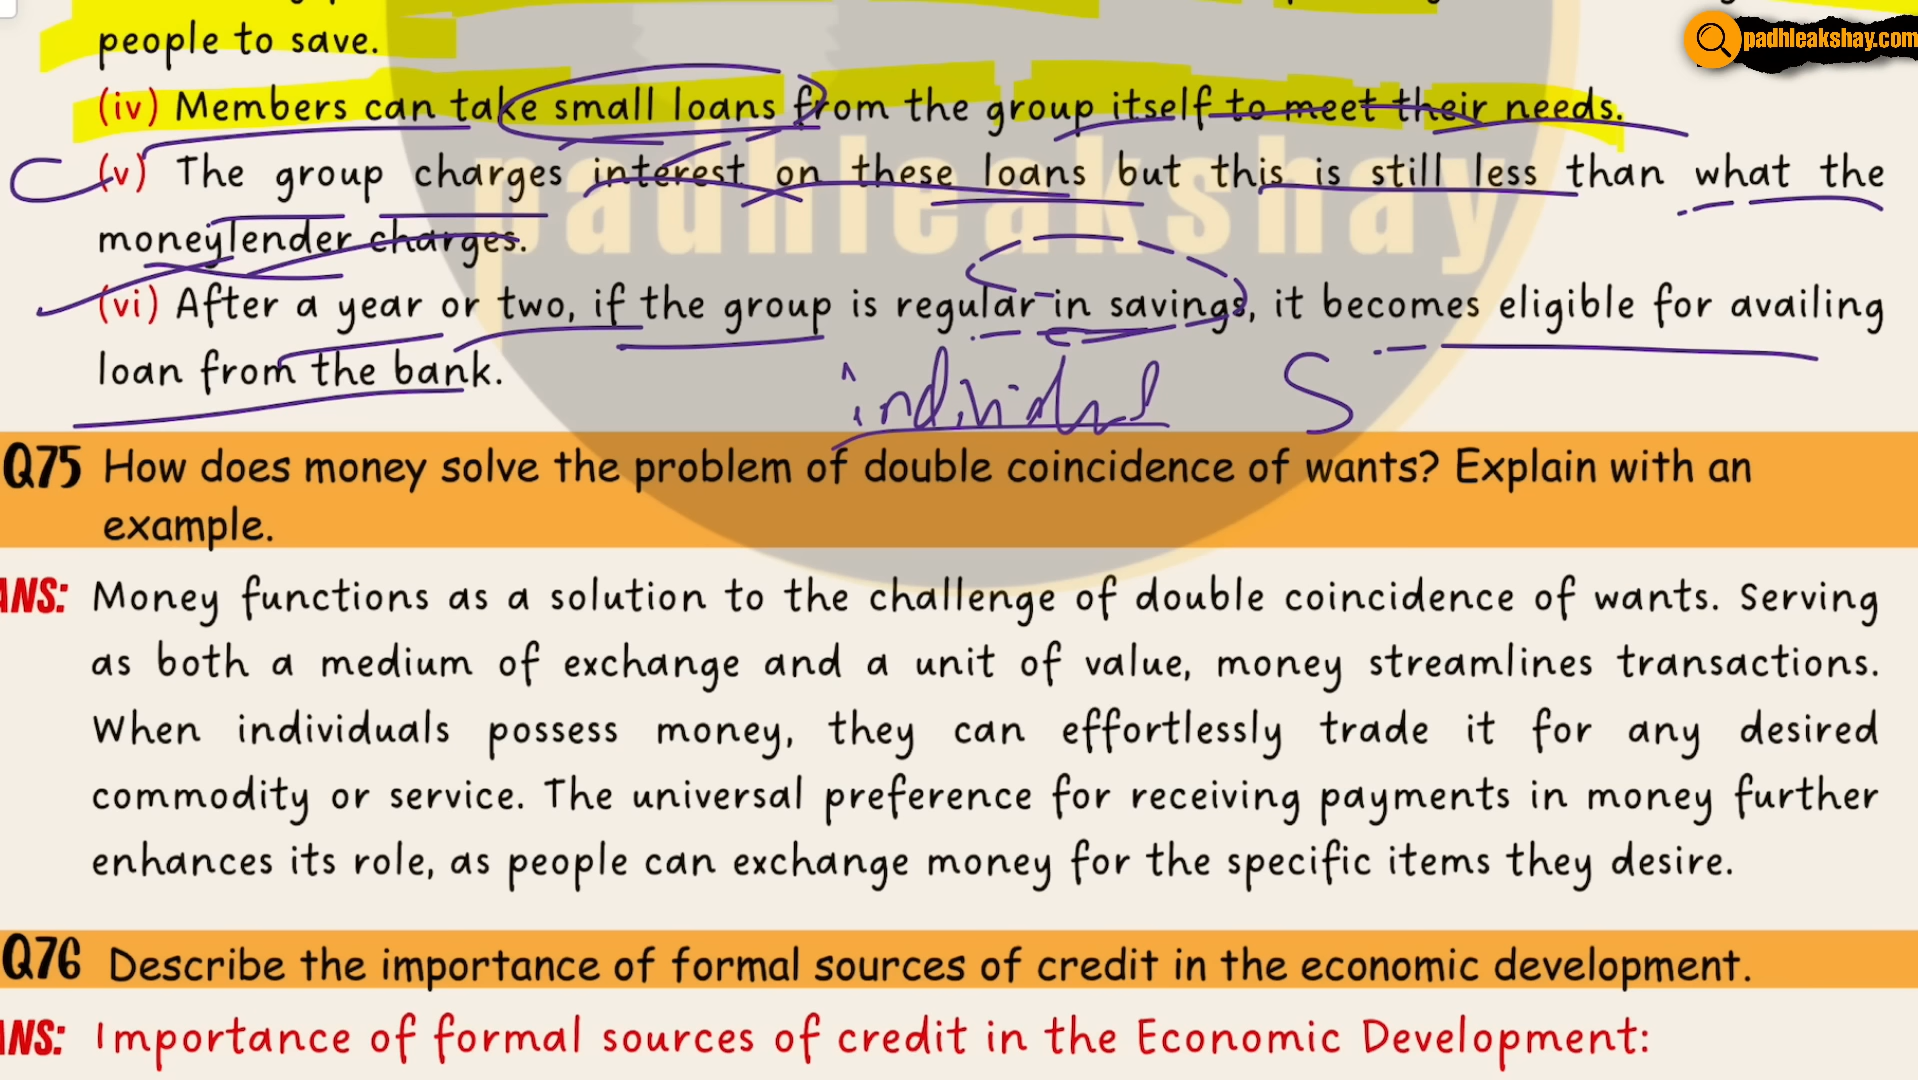 padhleakshay.com
people to save.
(iv) Members can take small loans from the group itself to meet their needs.
(v) The group charges interest on these loans but this is still less than what the
moneylender charges.
(vi) After a year or two, if the group is regular in savings, it becomes eligible for availing
loan from the bank.
S
padhleakshay
Q75 How does money solve the problem of double coincidence of wants? Explain with an
example.
ANS: Money functions as a solution to the challenge of double coincidence of wants. Serving
as both a medium of exchange and a unit of value, money streamlines transactions.
When individuals possess money, they can effortlessly trade it for any desired
commodity or service. The universal preference for receiving payments in money further
enhances its role, as people can exchange money for the specific items they desire.
Q76 Describe the importance of formal sources of credit in the economic development.
ANS: Importance of formal sources of credit in the Economic Development: